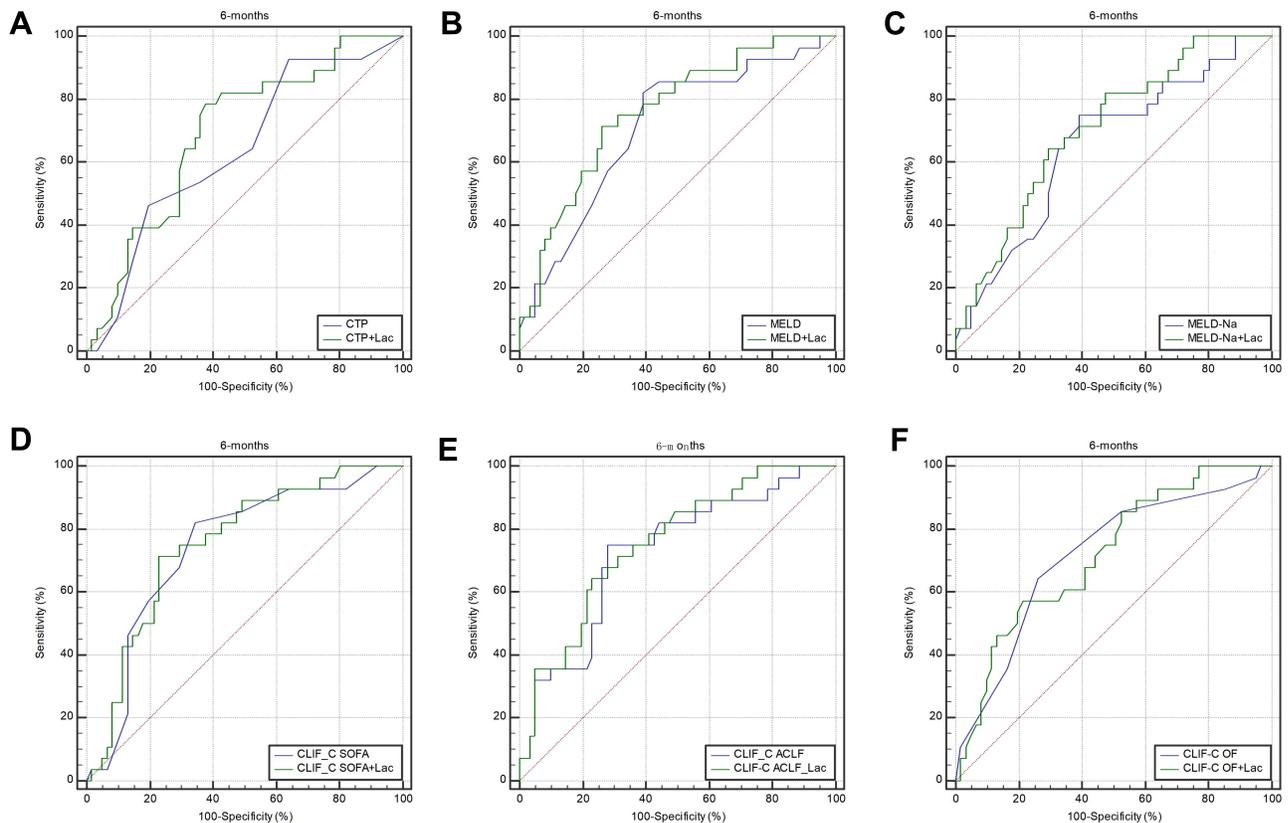 A
6-months
Sensitivity (%)
100
80
60
40
20
0
0 20 40 60 80 100
100-Specificity (%)
CTP
CTP+Lac
B
6-months
Sensitivity (%)
100
80
60
40
20
0
0 20 40 60 80 100
100-Specificity (%)
MELD
MELD+Lac
C
6-months
Sensitivity (%)
100
80
60
40
20
0
0 20 40 60 80 100
100-Specificity (%)
MELD-Na
MELD-Na+Lac
D
6-months
Sensitivity (%)
100
80
60
40
20
0
0 20 40 60 80 100
100-Specificity (%)
CLIF_C SOFA
CLIF_C SOFA+Lac
E
6-m onths
Sensitivity (%)
100
80
60
40
20
0
0 20 40 60 80 100
100-Specificity (%)
CLIF_C ACLF
CLIF-C ACLF_Lac
F
6-months
Sensitivity (%)
100
80
60
40
20
0
0 20 40 60 80 100
100-Specificity (%)
CLIF-C OF
CLIF-C OF+Lac